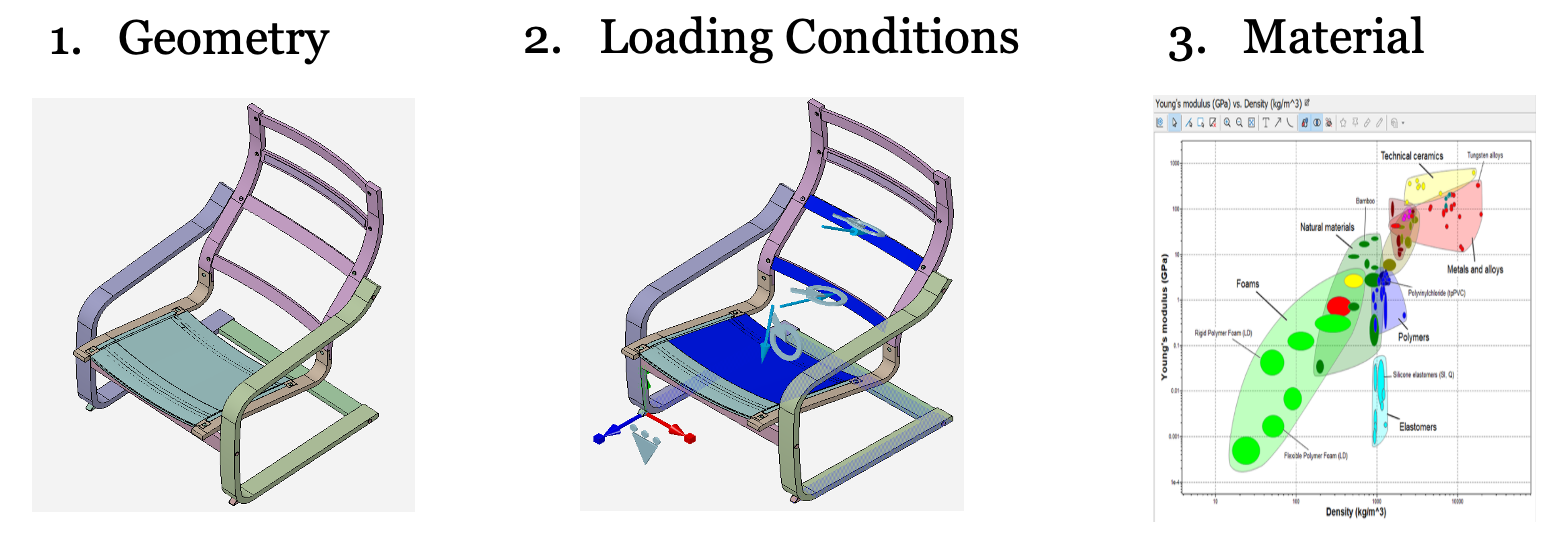 1. Geometry
2. Loading Conditions
3. Material
Young's modulus (GPa) vs. Density (kg/m^3)
Technical ceramics
Tungsten alloys
Bamboo
Natural materials
Metals and alloys
Foams
Polyvinylchloride (tpPVC)
Rigid Polymer Foam (LD)
Polymers
Silicone elastomers (SI, Q)
Elastomers
Flexible Polymer Foam (LD)
Young's modulus (GPa)
1000
100
10
1
0.1
0.01
0.001
1e-4
10
100
1000
10000
Density (kg/m^3)